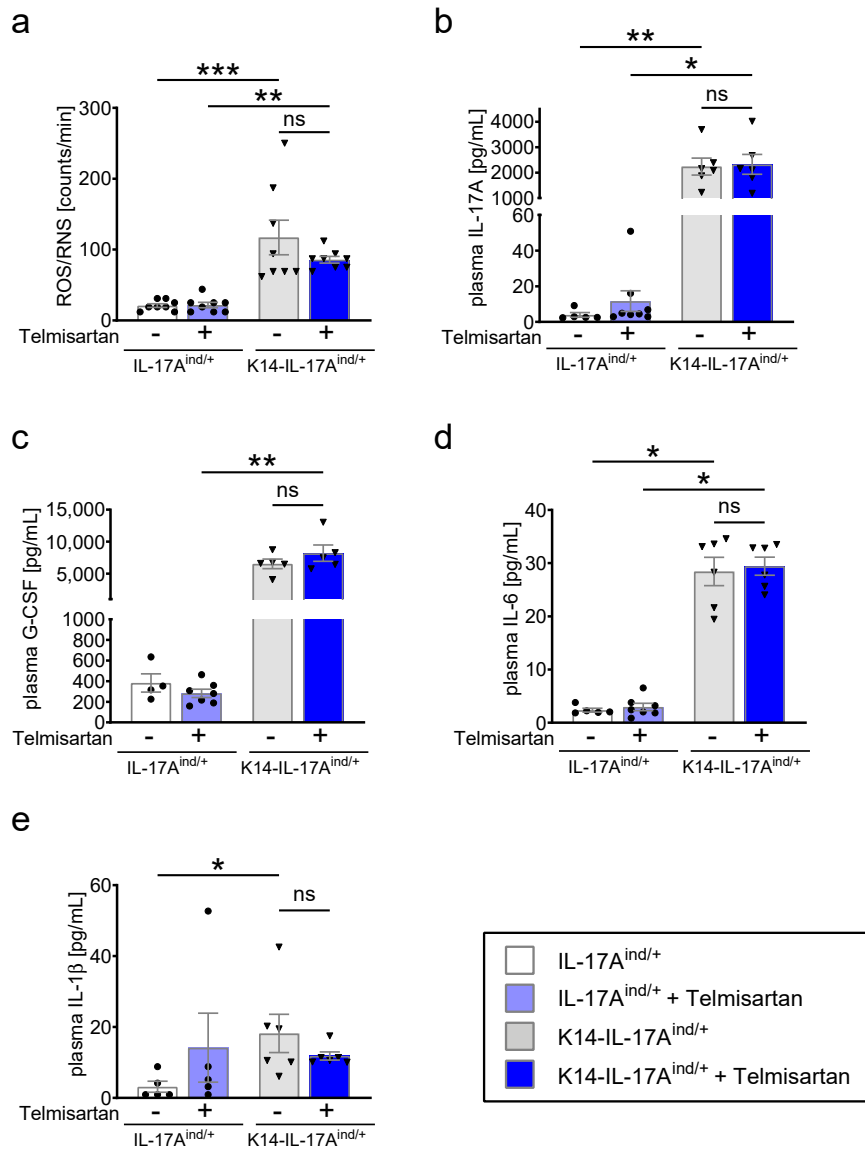 a
***
**
ns
ROS/RNS [counts/min]
300
200
100
0
Telmisartan - + - +
IL-17A^ind/+ K14-IL-17A^ind/+
b
**
*
ns
plasma IL-17A [pg/mL]
4000
3000
2000
1000
60
40
20
0
Telmisartan - + - +
IL-17A^ind/+ K14-IL-17A^ind/+
c
**
ns
plasma G-CSF [pg/mL]
15,000
10,000
5,000
1000
800
600
400
200
0
Telmisartan - + - +
IL-17A^ind/+ K14-IL-17A^ind/+
d
*
*
ns
plasma IL-6 [pg/mL]
40
30
20
10
0
Telmisartan - + - +
IL-17A^ind/+ K14-IL-17A^ind/+
e
*
ns
plasma IL-1β [pg/mL]
60
40
20
0
Telmisartan - + - +
IL-17A^ind/+ K14-IL-17A^ind/+
IL-17A^ind/+
IL-17A^ind/+ + Telmisartan
K14-IL-17A^ind/+
K14-IL-17A^ind/+ + Telmisartan